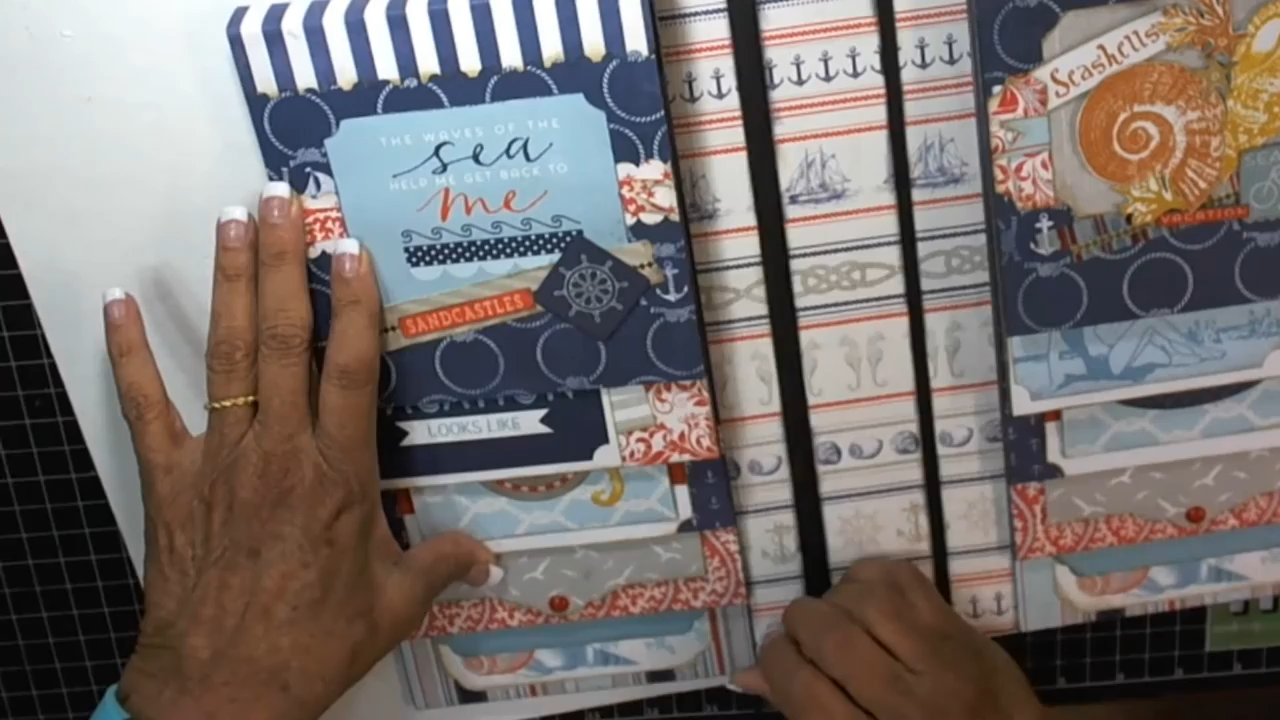 THE WAVES OF THE
sea
HELP ME GET BACK TO
me
SANDCASTLES
LOOKS LIKE
Seashells
VACATION